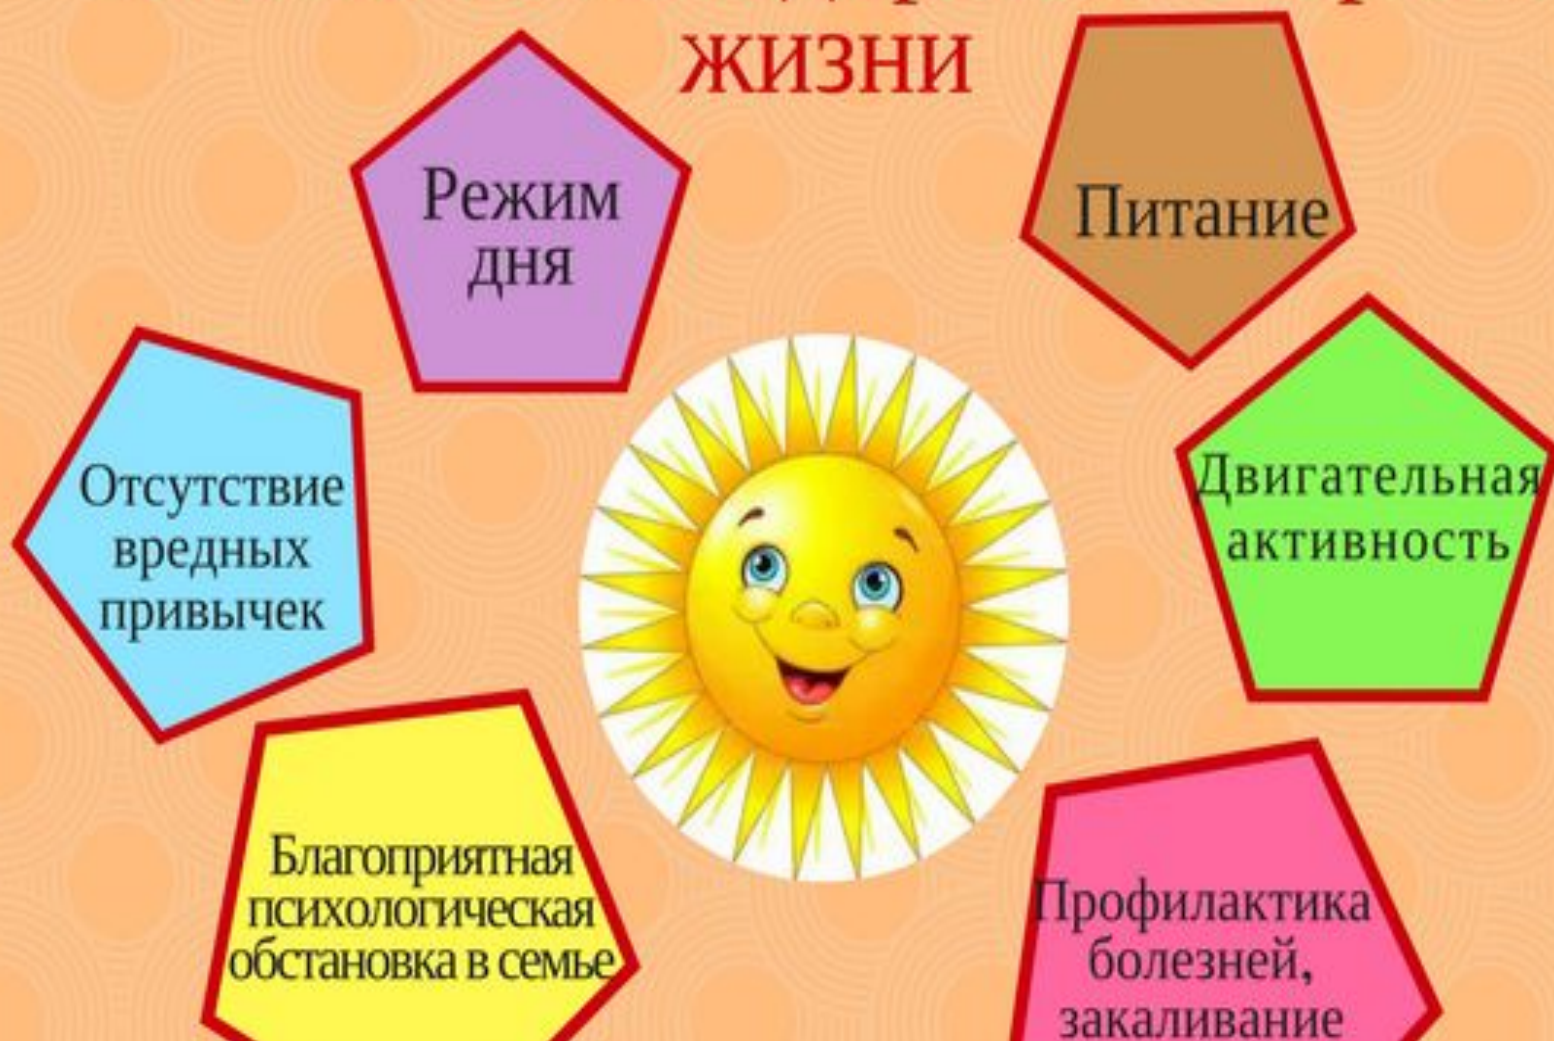 жизни
Режим
дня
Питание
Отсутствие
вредных
привычек
Двигательная
активность
Благоприятная
психологическая
обстановка в семье
Профилактика
болезней,
закаливание